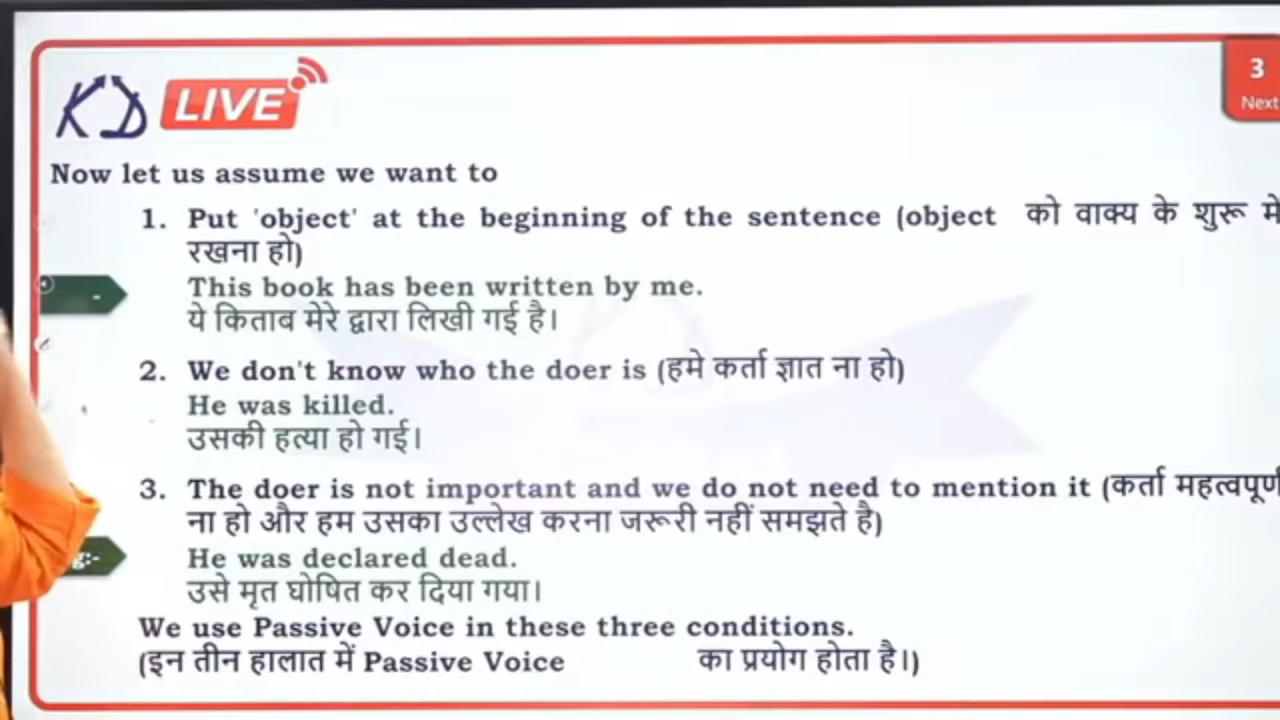 KD LIVE
3
Next
Now let us assume we want to
1. Put 'object' at the beginning of the sentence (object को वाक्य के शुरू मे
रखना हो)
This book has been written by me.
ये किताब मेरे द्वारा लिखी गई है।
2. We don't know who the doer is (हमे कर्ता ज्ञात ना हो)
He was killed.
उसकी हत्या हो गई।
3. The doer is not important and we do not need to mention it (कर्ता महत्वपूर्ण
ना हो और हम उसका उल्लेख करना जरूरी नहीं समझते है)
g:-
He was declared dead.
उसे मृत घोषित कर दिया गया।
We use Passive Voice in these three conditions.
(इन तीन हालात में Passive Voice का प्रयोग होता है।)